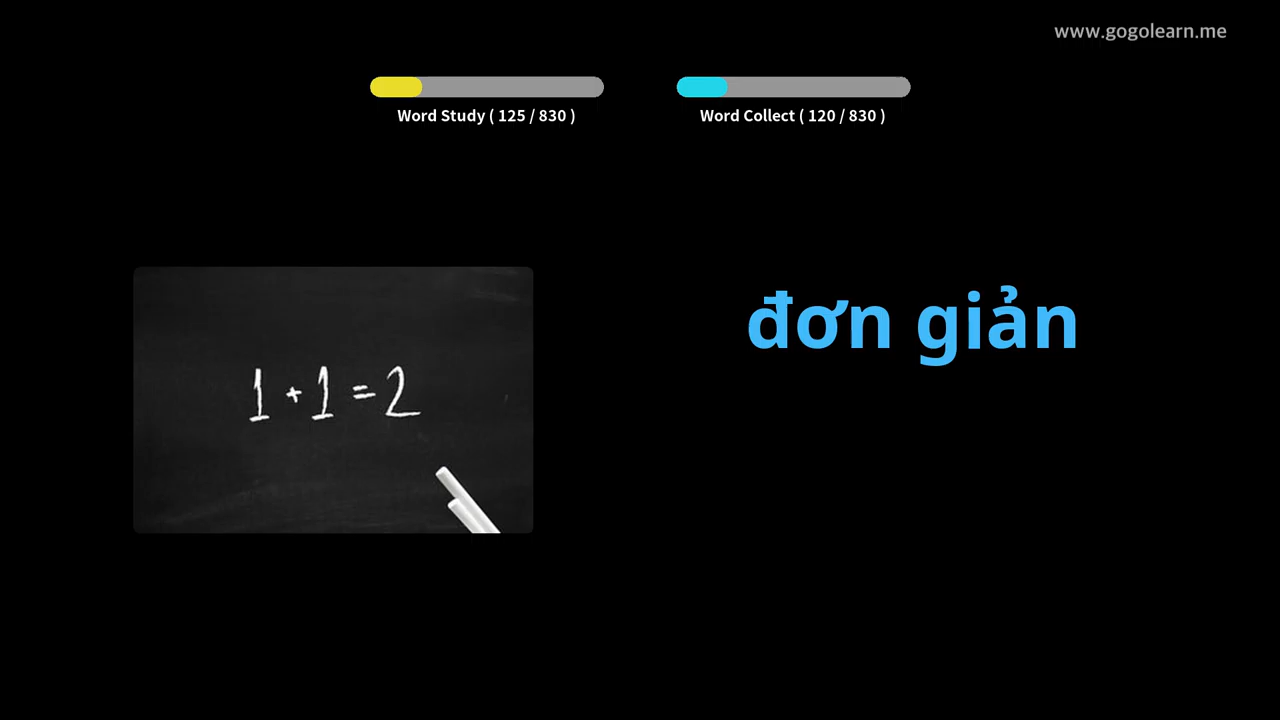 www.gogolearn.me
Word Study ( 125 / 830 )
Word Collect ( 120 / 830 )
đơn giản
1 + 1 = 2